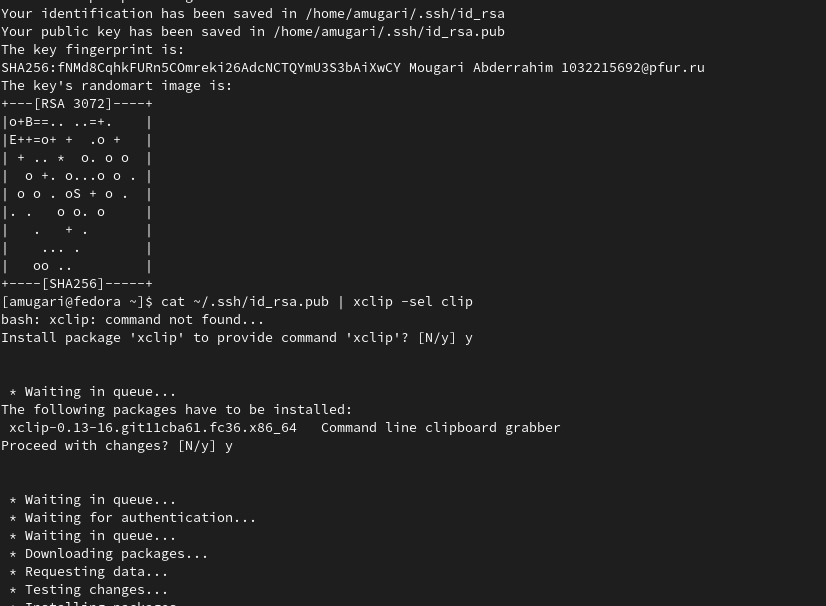 Your identification has been saved in /home/amugari/.ssh/id_rsa
Your public key has been saved in /home/amugari/.ssh/id_rsa.pub
The key fingerprint is:
SHA256:fNMd8CqhkFURn5COmreki26AdcNCTQYmU3S3bAiXwCY Mougari Abderrahim 1032215692@pfur.ru
The key's randomart image is:
+---[RSA 3072]----+
|o+B==.. ..=+.    |
|E++=o+ +  .o +   |
| + .. *  o. o o  |
|  o +. o...o o . |
| o o . oS + o .  |
|. .   o o. o     |
|   .   + .       |
|    ... .        |
|   oo ..         |
+----[SHA256]-----+
[amugari@fedora ~]$ cat ~/.ssh/id_rsa.pub | xclip -sel clip
bash: xclip: command not found...
Install package 'xclip' to provide command 'xclip'? [N/y] y
 * Waiting in queue...
The following packages have to be installed:
 xclip-0.13-16.git11cba61.fc36.x86_64	Command line clipboard grabber
Proceed with changes? [N/y] y
 * Waiting in queue...
 * Waiting for authentication...
 * Waiting in queue...
 * Downloading packages...
 * Requesting data...
 * Testing changes...
 * Installing packages...